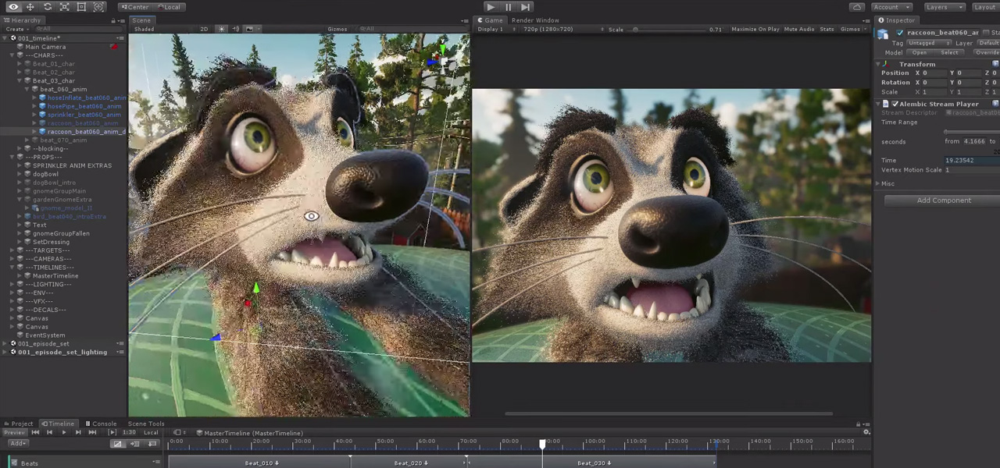 Center Local
Account Layers Layout
Hierarchy
Create All
001_timeline*
Main Camera
---CHARS---
Beat_01_char
Beat_02_char
Beat_03_char
beat_060_anim
hoseInflate_beat060_anim
hosePipe_beat060_anim
sprinkler_beat060_anim
raccoon_beat060_anim
raccoon_beat060_anim_d
beat_070_anim
--blocking--
---PROPS---
SPRINKLER ANIM EXTRAS
dogBowl
dogBowl_intro
gnomeGroupMain
gardenGnomeExtra
gnome_model_II
bird_beat040_introExtra
Text
gnomeGroupFallen
SetDressing
---TARGETS---
---CAMERAS---
---TIMELINES---
MasterTimeline
---LIGHTING---
---ENV---
---VFX---
---DECALS---
Canvas
Canvas
EventSystem
001_episode_set
001_episode_set_lighting
Scene
Shaded 2D Gizmos All
y
Game Render Window
Display 1 720p (1280x720) Scale 0.71 Maximize On Play Mute Audio Stats Gizmos
Inspector
raccoon_beat060_ar
Tag Untagged Layer Default
Model Open Select Override
Transform
Position X 0 Y 0 Z 0
Rotation X 0 Y 0 Z 0
Scale X 1 Y 1 Z 1
Alembic Stream Player
Stream Descriptor raccoon_beat060
Time Range
seconds from 4.1666
Time 19.23542
Vertex Motion Scale 1
Misc
Add Component
Project Timeline Console Scene Tools
Preview 1:30 Local MasterTimeline (MasterTimeline)
Add 0:00 10:00 20:00 30:00 40:00 50:00 60:00 70:00 100:00 110:00 120:00 130:00 140:00 150:00 160:00
Beats Beat_010 Beat_020 Beat_030